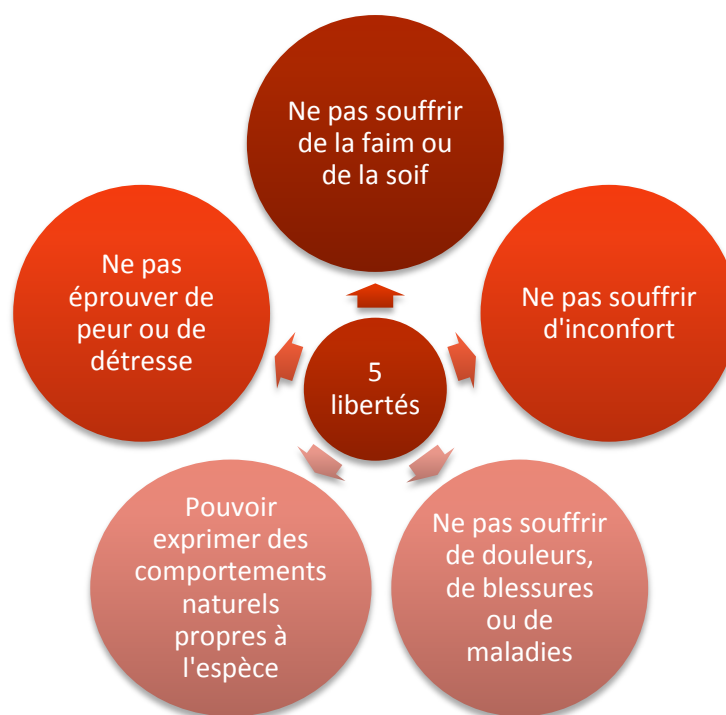 Ne pas souffrir
de la faim ou
de la soif
Ne pas
éprouver de
peur ou de
détresse
Ne pas souffrir
d'inconfort
5
libertés
Pouvoir
exprimer des
comportements
naturels
propres à
l'espèce
Ne pas souffrir
de douleurs,
de blessures
ou de
maladies